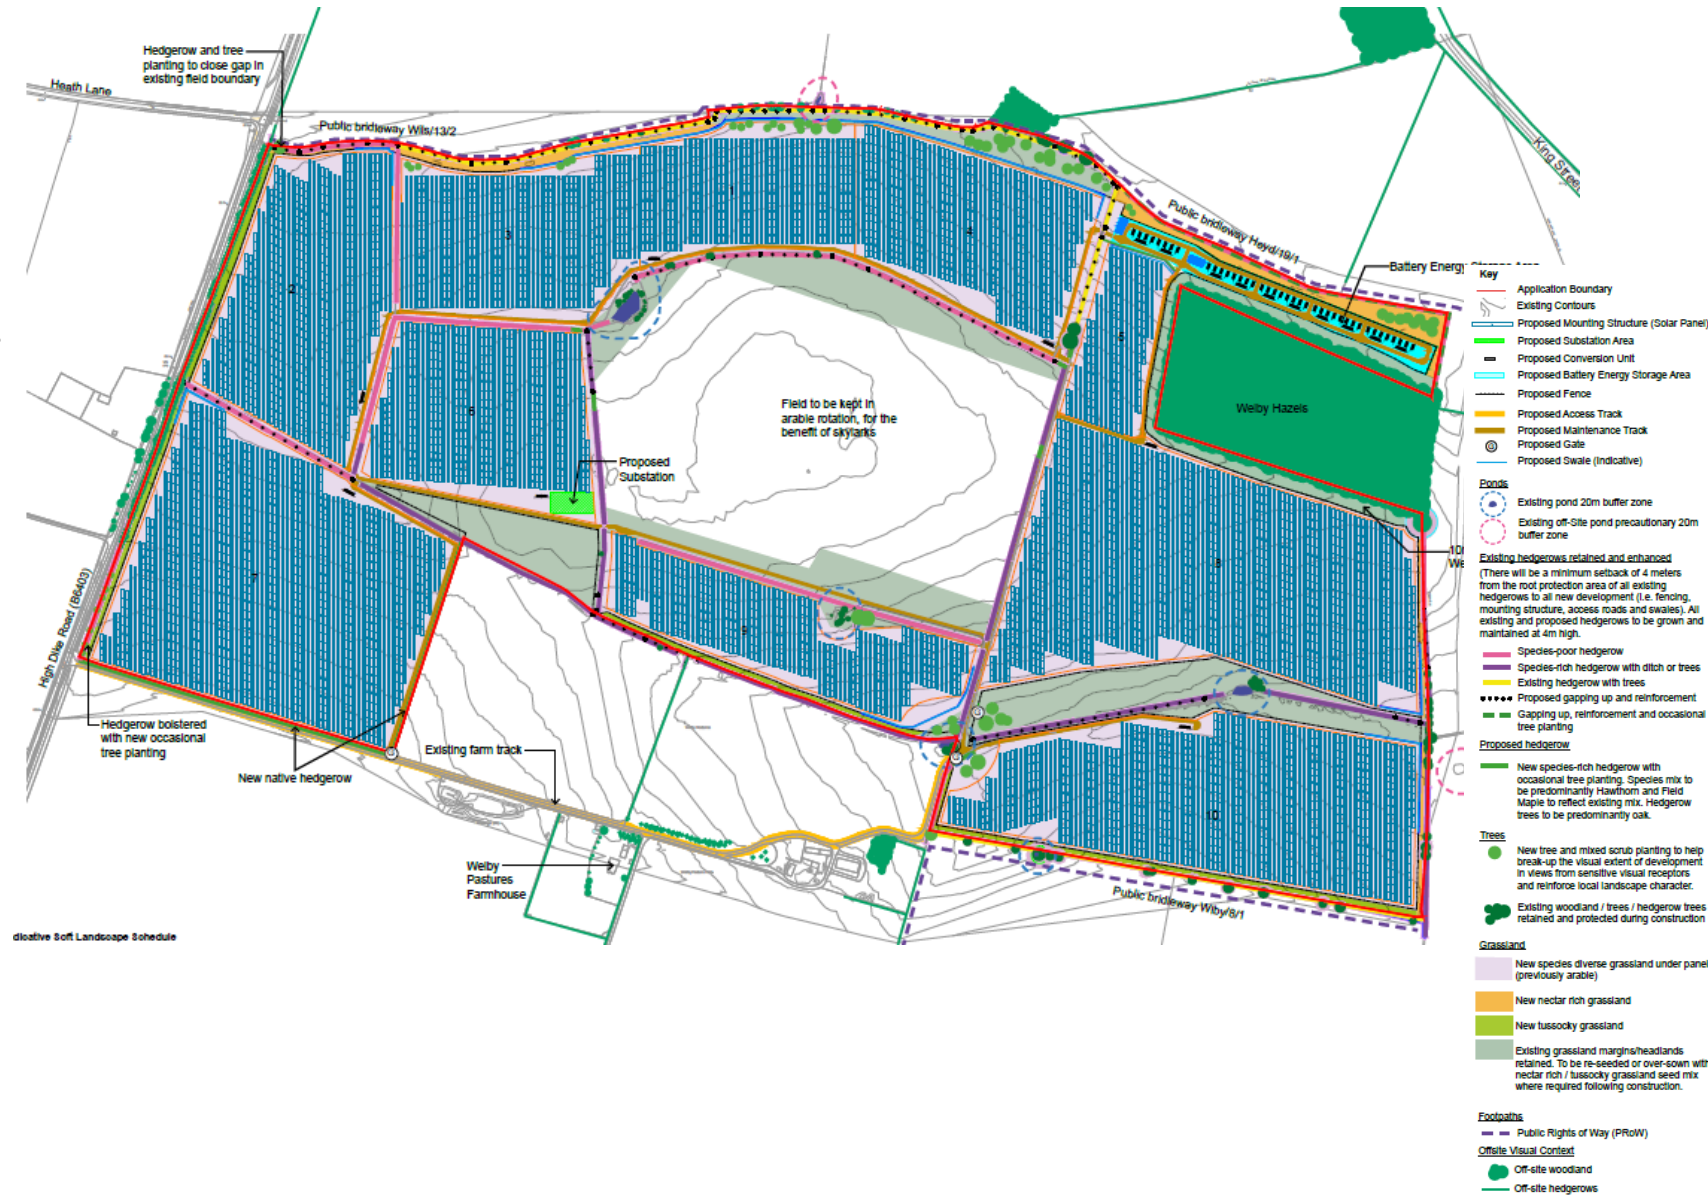 Hedgerow and tree
planting to close gap in
existing field boundary
Heath Lane
Public bridleway Wils/13/2
King Street
Public bridleway Heyd/19/1
Battery Energy Storage Area
1
2
3
4
5
6
7
8
9
10
Welby Hazels
Field to be kept in
arable rotation, for the
benefit of skylarks
Proposed
Substation
10m
We
High Dike Road (B6403)
Hedgerow bolstered
with new occasional
tree planting
New native hedgerow
Existing farm track
Welby
Pastures
Farmhouse
Public bridleway Wlby/8/1
dicative Soft Landscape Schedule
Key
Application Boundary
Existing Contours
Proposed Mounting Structure (Solar Panel)
Proposed Substation Area
Proposed Conversion Unit
Proposed Battery Energy Storage Area
Proposed Fence
Proposed Access Track
Proposed Maintenance Track
G
Proposed Gate
Proposed Swale (Indicative)
Ponds
Existing pond 20m buffer zone
Existing off-Site pond precautionary 20m
buffer zone
Existing hedgerows retained and enhanced
(There will be a minimum setback of 4 meters
from the root protection area of all existing
hedgerows to all new development (i.e. fencing,
mounting structure, access roads and swales). All
existing and proposed hedgerows to be grown and
maintained at 4m high.
Species-poor hedgerow
Species-rich hedgerow with ditch or trees
Existing hedgerow with trees
Proposed gapping up and reinforcement
Gapping up, reinforcement and occasional
tree planting
Proposed hedgerow
New species-rich hedgerow with
occasional tree planting. Species mix to
be predominantly Hawthorn and Field
Maple to reflect existing mix. Hedgerow
trees to be predominantly oak.
Trees
New tree and mixed scrub planting to help
break-up the visual extent of development
in views from sensitive visual receptors
and reinforce local landscape character.
Existing woodland / trees / hedgerow trees
retained and protected during construction
Grassland
New species diverse grassland under panel
(previously arable)
New nectar rich grassland
New tussocky grassland
Existing grassland margins/headlands
retained. To be re-seeded or over-sown with
nectar rich / tussocky grassland seed mix
where required following construction.
Footpaths
Public Rights of Way (PRoW)
Offsite Visual Context
Off-site woodland
Off-site hedgerows